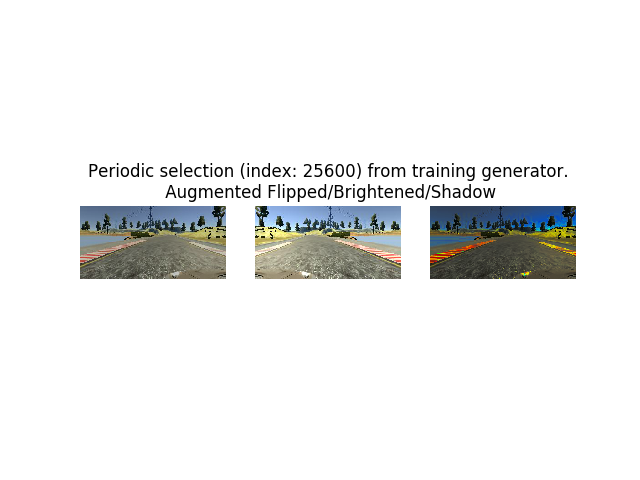 Periodic selection (index: 25600) from training generator.
Augmented Flipped/Brightened/Shadow